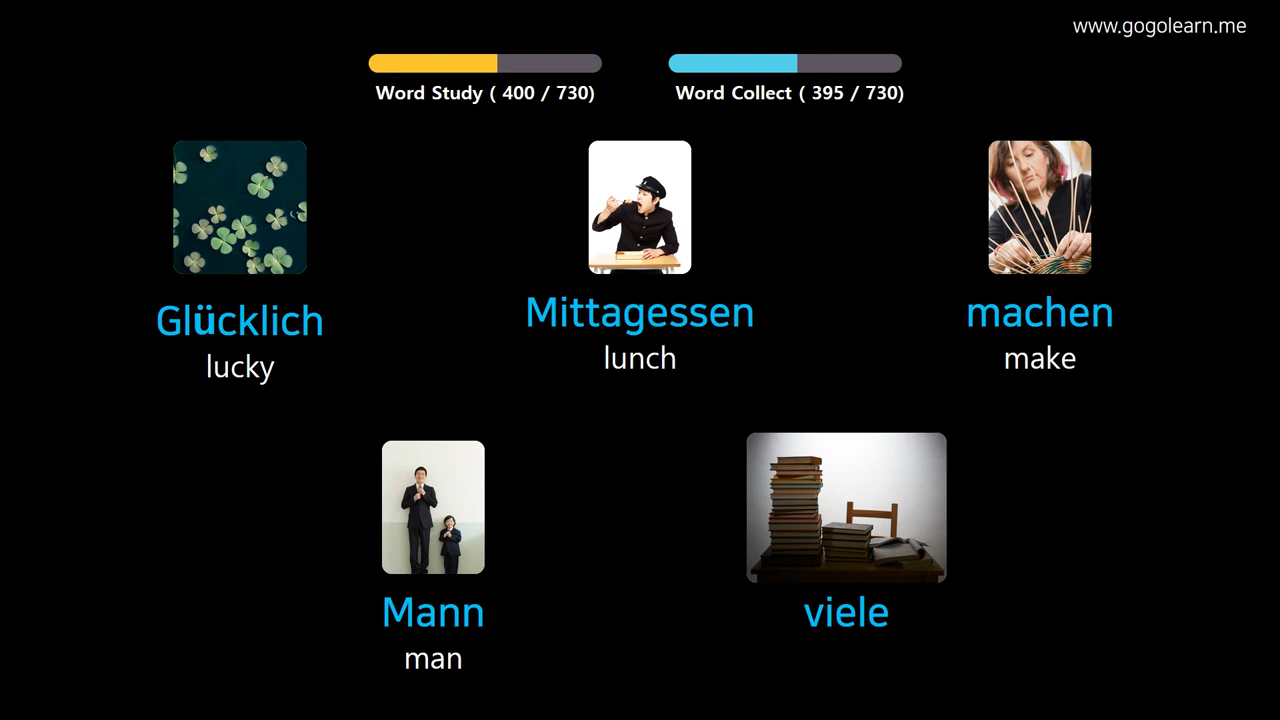 www.gogolearn.me
Word Study ( 400 / 730)
Word Collect ( 395 / 730)
Glücklich
lucky
Mittagessen
lunch
machen
make
Mann
man
viele